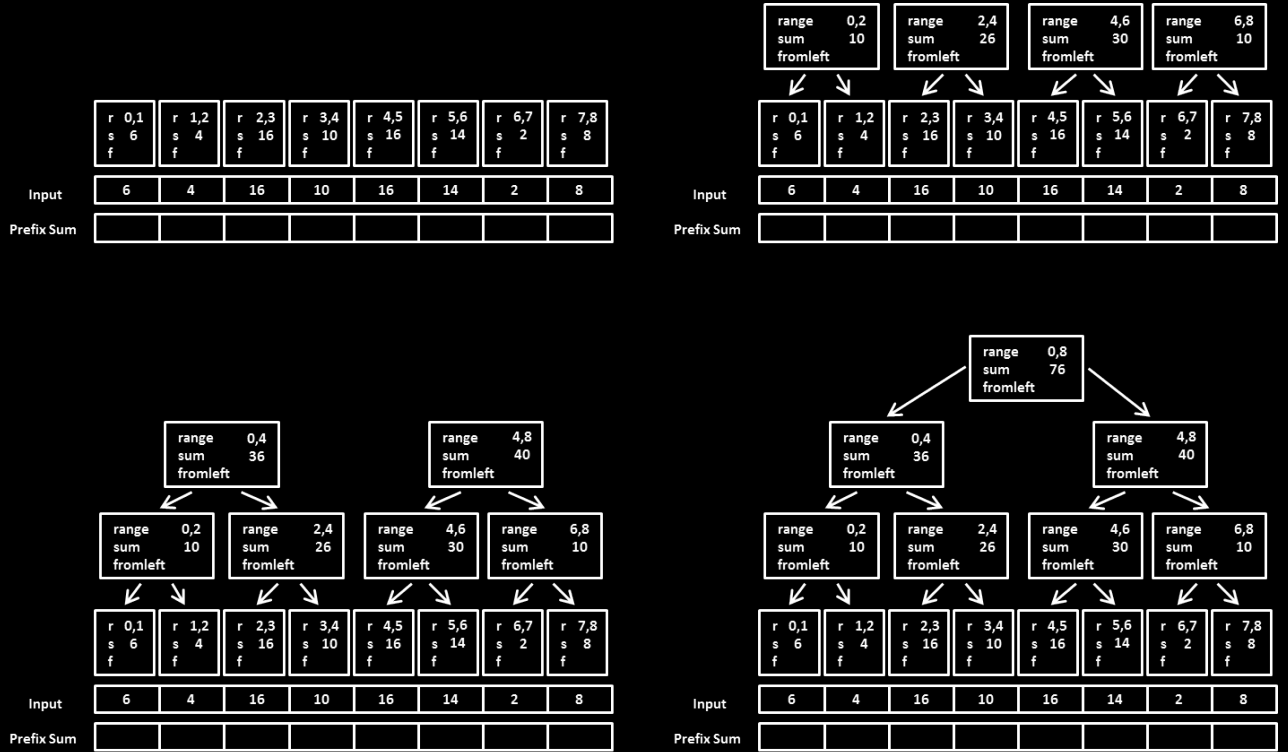 range 0,2 range 2,4 range 4,6 range 6,8
sum 10 sum 26 sum 30 sum 10
fromleft fromleft fromleft fromleft
r 0,1 r 1,2 r 2,3 r 3,4 r 4,5 r 5,6 r 6,7 r 7,8
s 6 s 4 s 16 s 10 s 16 s 14 s 2 s 8
f f f f f f f f
Input 6 4 16 10 16 14 2 8
Prefix Sum
r 0,1 r 1,2 r 2,3 r 3,4 r 4,5 r 5,6 r 6,7 r 7,8
s 6 s 4 s 16 s 10 s 16 s 14 s 2 s 8
f f f f f f f f
Input 6 4 16 10 16 14 2 8
Prefix Sum
range 0,4 range 4,8
sum 36 sum 40
fromleft fromleft
range 0,2 range 2,4 range 4,6 range 6,8
sum 10 sum 26 sum 30 sum 10
fromleft fromleft fromleft fromleft
r 0,1 r 1,2 r 2,3 r 3,4 r 4,5 r 5,6 r 6,7 r 7,8
s 6 s 4 s 16 s 10 s 16 s 14 s 2 s 8
f f f f f f f f
Input 6 4 16 10 16 14 2 8
Prefix Sum
range 0,8
sum 76
fromleft
range 0,4 range 4,8
sum 36 sum 40
fromleft fromleft
range 0,2 range 2,4 range 4,6 range 6,8
sum 10 sum 26 sum 30 sum 10
fromleft fromleft fromleft fromleft
r 0,1 r 1,2 r 2,3 r 3,4 r 4,5 r 5,6 r 6,7 r 7,8
s 6 s 4 s 16 s 10 s 16 s 14 s 2 s 8
f f f f f f f f
Input 6 4 16 10 16 14 2 8
Prefix Sum